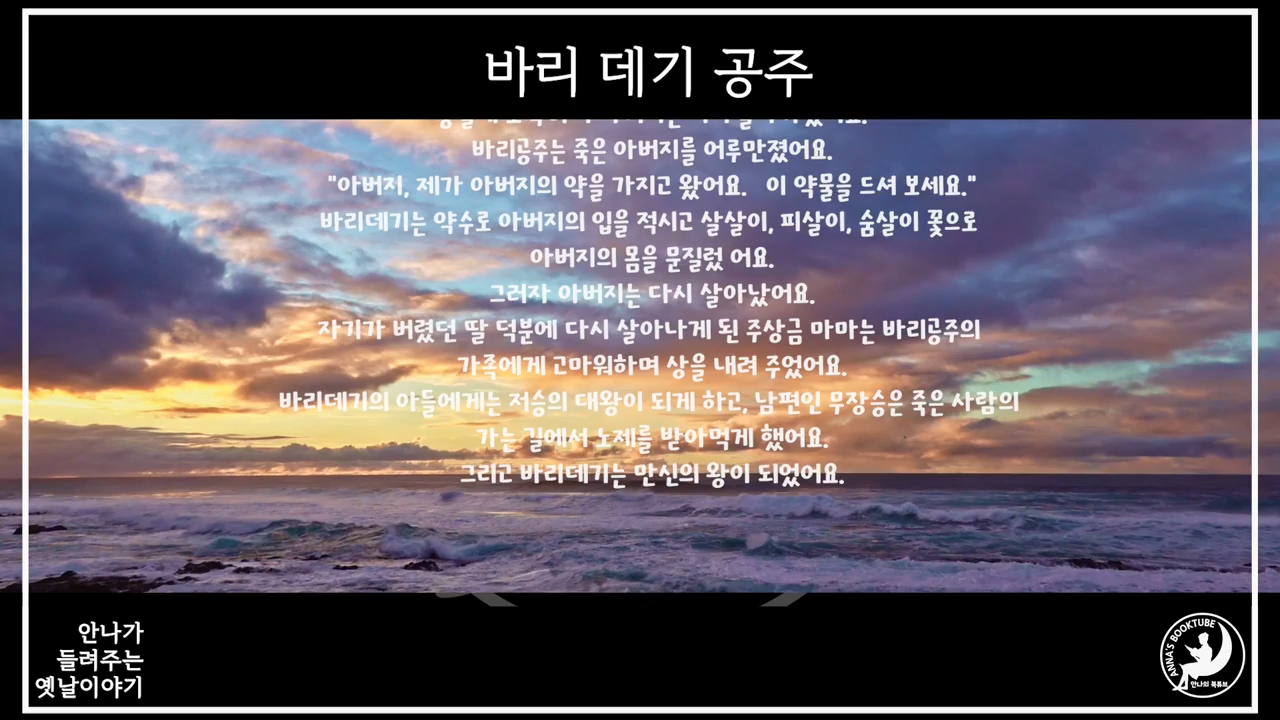 바리 데기 공주
바리공주는 죽은 아버지를 어루만졌어요.
"아버지, 제가 아버지의 약을 가지고 왔어요. 이 약물을 드셔 보세요."
바리데기는 약수로 아버지의 입을 적시고 살살이, 피살이, 숨살이 꽃으로
아버지의 몸을 문질렀 어요.
그러자 아버지는 다시 살아났어요.
자기가 버렸던 딸 덕분에 다시 살아나게 된 주상금 마마는 바리공주의
가족에게 고마워하며 상을 내려 주었어요.
바리데기의 아들에게는 저승의 대왕이 되게 하고, 남편인 무장승은 죽은 사람의
가는 길에서 노제를 받아먹게 했어요.
그리고 바리데기는 만신의 왕이 되었어요.
안나가
들려주는
옛날이야기
ANNA'S BOOKTUBE
안나의 북튜브